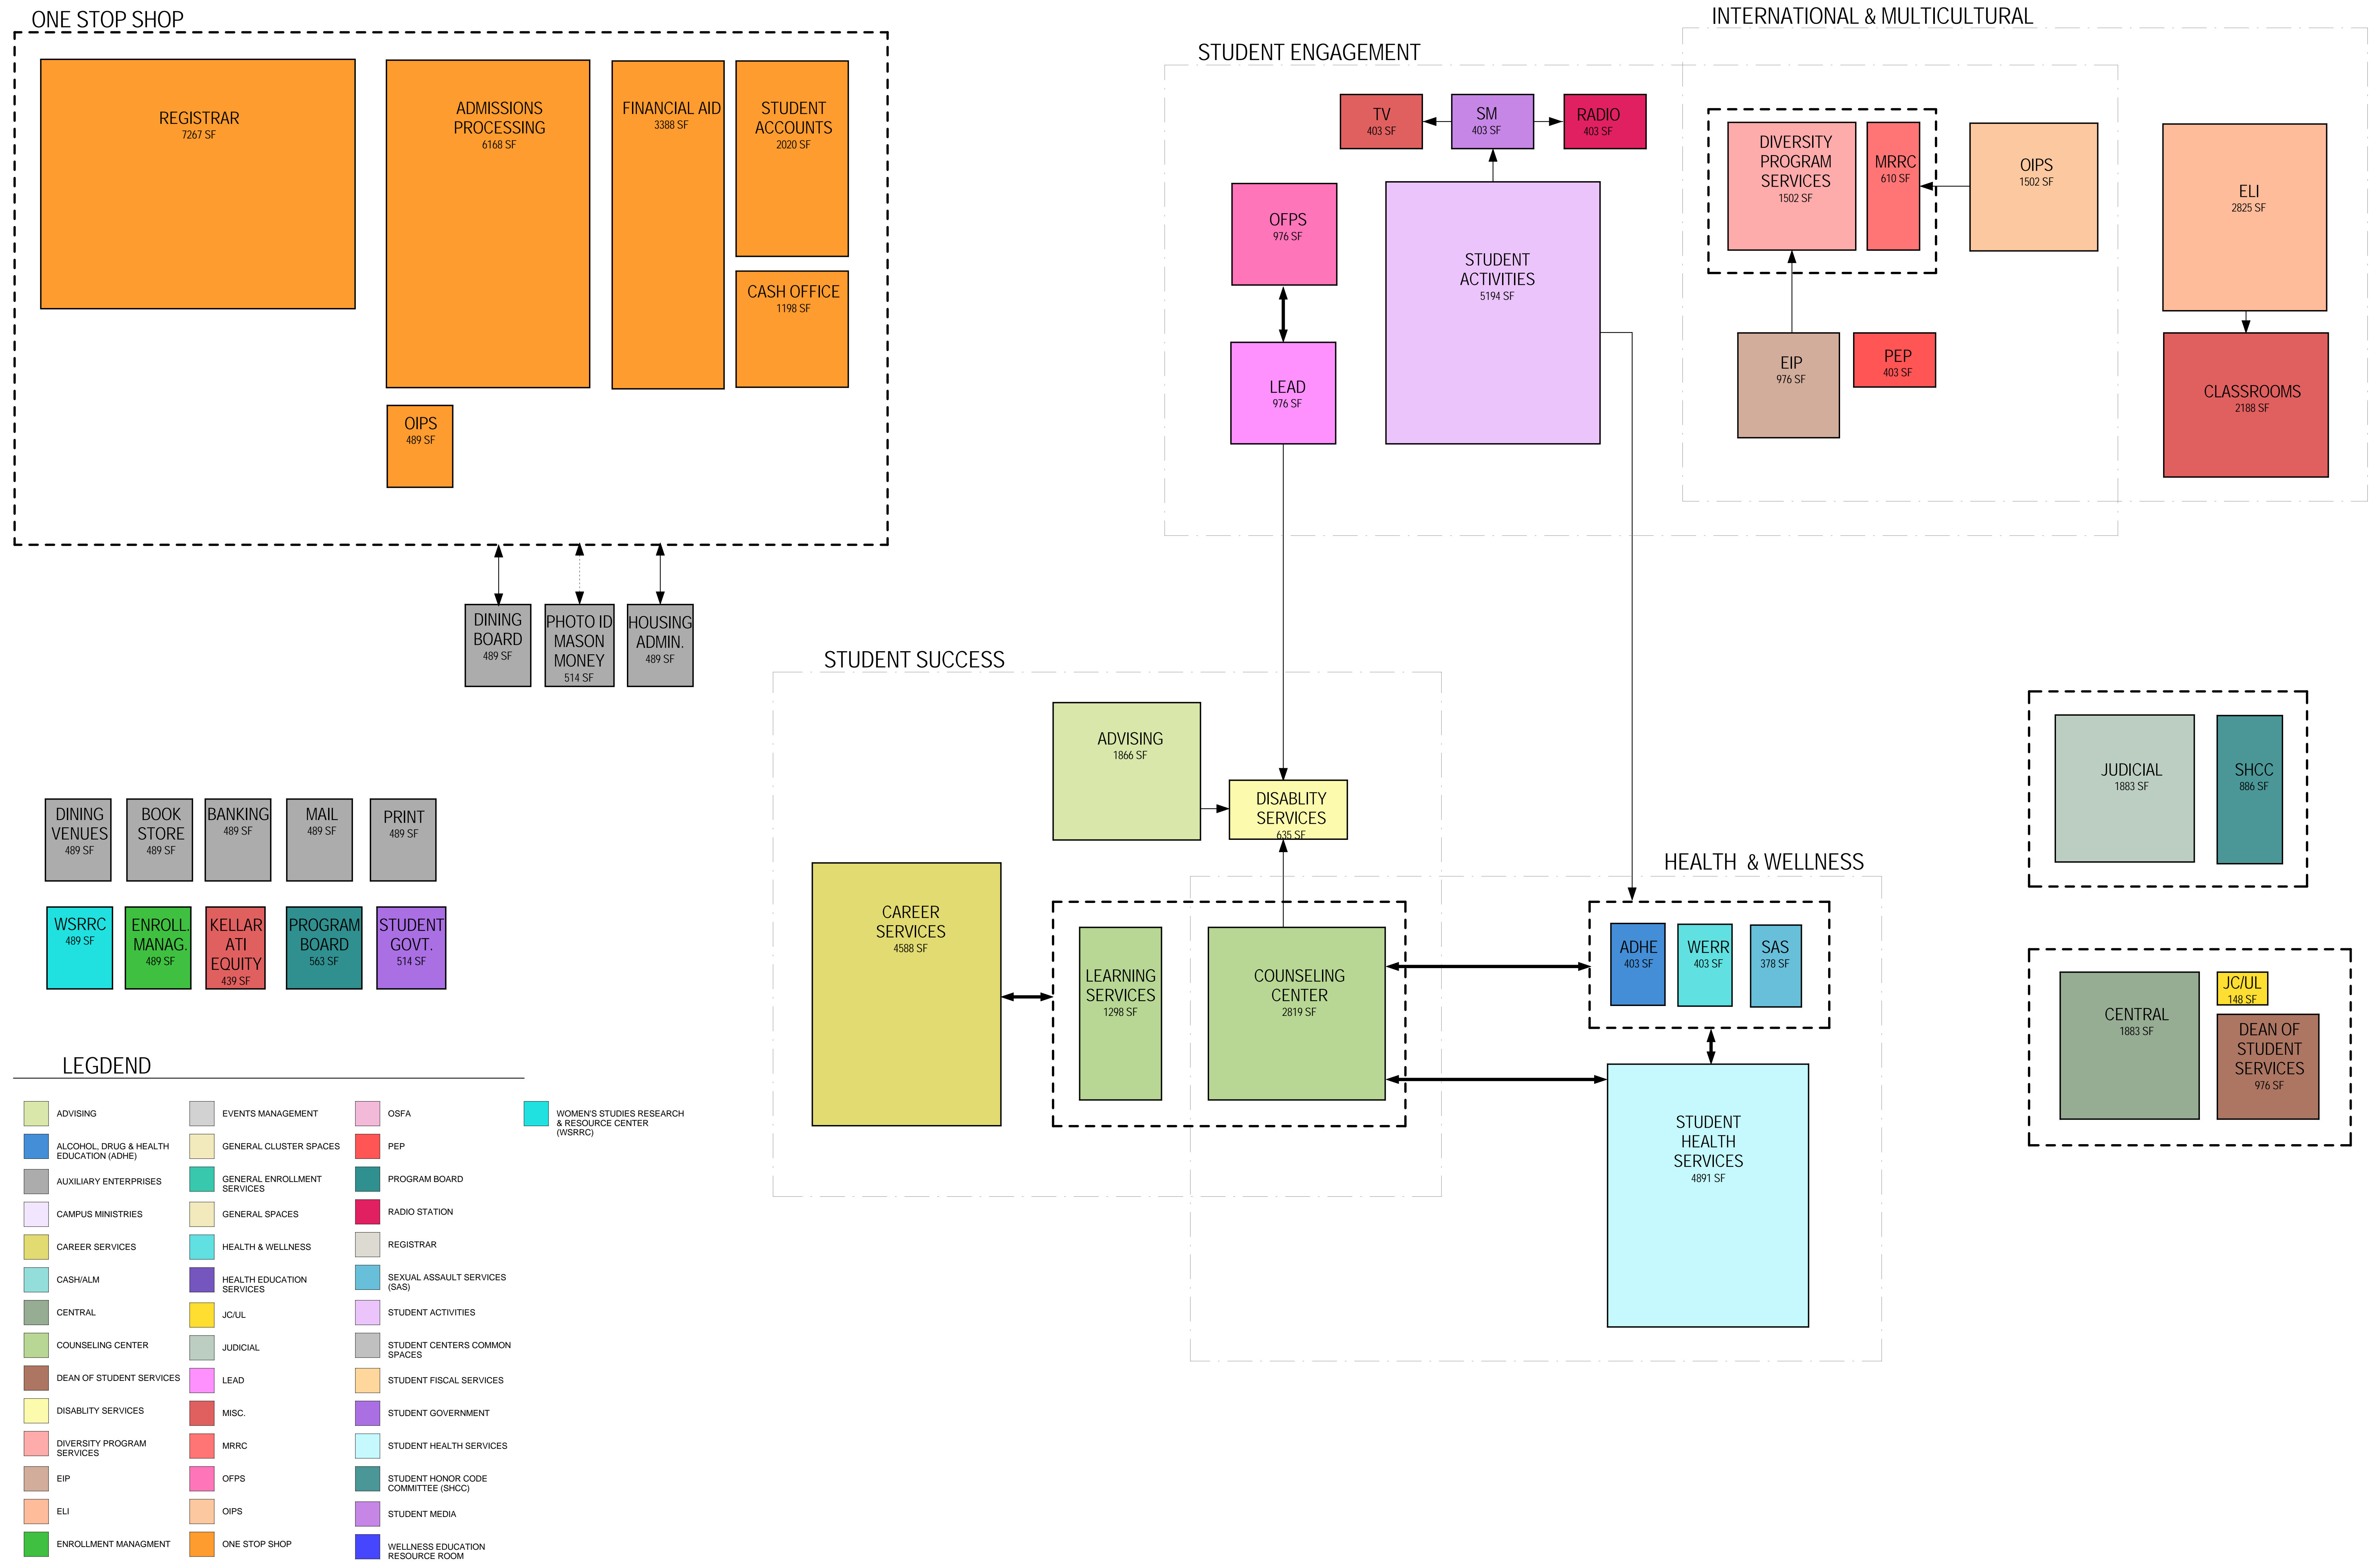 ONE STOP SHOP
REGISTRAR
7267 SF
ADMISSIONS
PROCESSING
6168 SF
FINANCIAL AID
3388 SF
STUDENT
ACCOUNTS
2020 SF
CASH OFFICE
1198 SF
OIPS
489 SF
DINING
BOARD
489 SF
PHOTO ID
MASON
MONEY
514 SF
HOUSING
ADMIN.
489 SF
STUDENT ENGAGEMENT
TV
403 SF
SM
403 SF
RADIO
403 SF
OFPS
976 SF
STUDENT
ACTIVITIES
5194 SF
LEAD
976 SF
INTERNATIONAL & MULTICULTURAL
DIVERSITY
PROGRAM
SERVICES
1502 SF
MRRC
610 SF
OIPS
1502 SF
ELI
2825 SF
EIP
976 SF
PEP
403 SF
CLASSROOMS
2188 SF
STUDENT SUCCESS
ADVISING
1866 SF
DISABLITY
SERVICES
635 SF
CAREER
SERVICES
4588 SF
LEARNING
SERVICES
1298 SF
COUNSELING
CENTER
2819 SF
HEALTH & WELLNESS
ADHE
403 SF
WERR
403 SF
SAS
378 SF
STUDENT
HEALTH
SERVICES
4891 SF
JUDICIAL
1883 SF
SHCC
886 SF
CENTRAL
1883 SF
JC/UL
148 SF
DEAN OF
STUDENT
SERVICES
976 SF
DINING
VENUES
489 SF
BOOK
STORE
489 SF
BANKING
489 SF
MAIL
489 SF
PRINT
489 SF
WSRRC
489 SF
ENROLL.
MANAG.
489 SF
KELLAR
ATI
EQUITY
439 SF
PROGRAM
BOARD
563 SF
STUDENT
GOVT.
514 SF
LEGDEND
ADVISING
ALCOHOL, DRUG & HEALTH
EDUCATION (ADHE)
AUXILIARY ENTERPRISES
CAMPUS MINISTRIES
CAREER SERVICES
CASH/ALM
CENTRAL
COUNSELING CENTER
DEAN OF STUDENT SERVICES
DISABLITY SERVICES
DIVERSITY PROGRAM
SERVICES
EIP
ELI
ENROLLMENT MANAGMENT
EVENTS MANAGEMENT
GENERAL CLUSTER SPACES
GENERAL ENROLLMENT
SERVICES
GENERAL SPACES
HEALTH & WELLNESS
HEALTH EDUCATION
SERVICES
JC/UL
JUDICIAL
LEAD
MISC.
MRRC
OFPS
OIPS
ONE STOP SHOP
OSFA
PEP
PROGRAM BOARD
RADIO STATION
REGISTRAR
SEXUAL ASSAULT SERVICES
(SAS)
STUDENT ACTIVITIES
STUDENT CENTERS COMMON
SPACES
STUDENT FISCAL SERVICES
STUDENT GOVERNMENT
STUDENT HEALTH SERVICES
STUDENT HONOR CODE
COMMITTEE (SHCC)
STUDENT MEDIA
WELLNESS EDUCATION
RESOURCE ROOM
WOMEN'S STUDIES RESEARCH
& RESOURCE CENTER
(WSRRC)